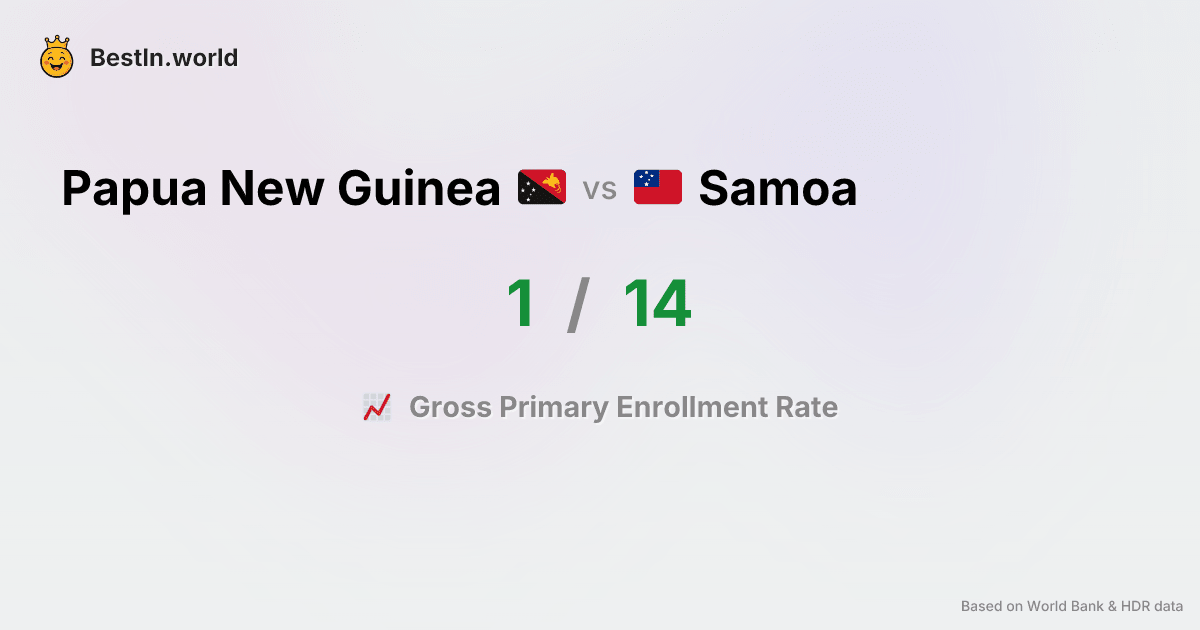 BestIn.world
Papua New Guinea vs Samoa
1 / 14
Gross Primary Enrollment Rate
Based on World Bank & HDR data